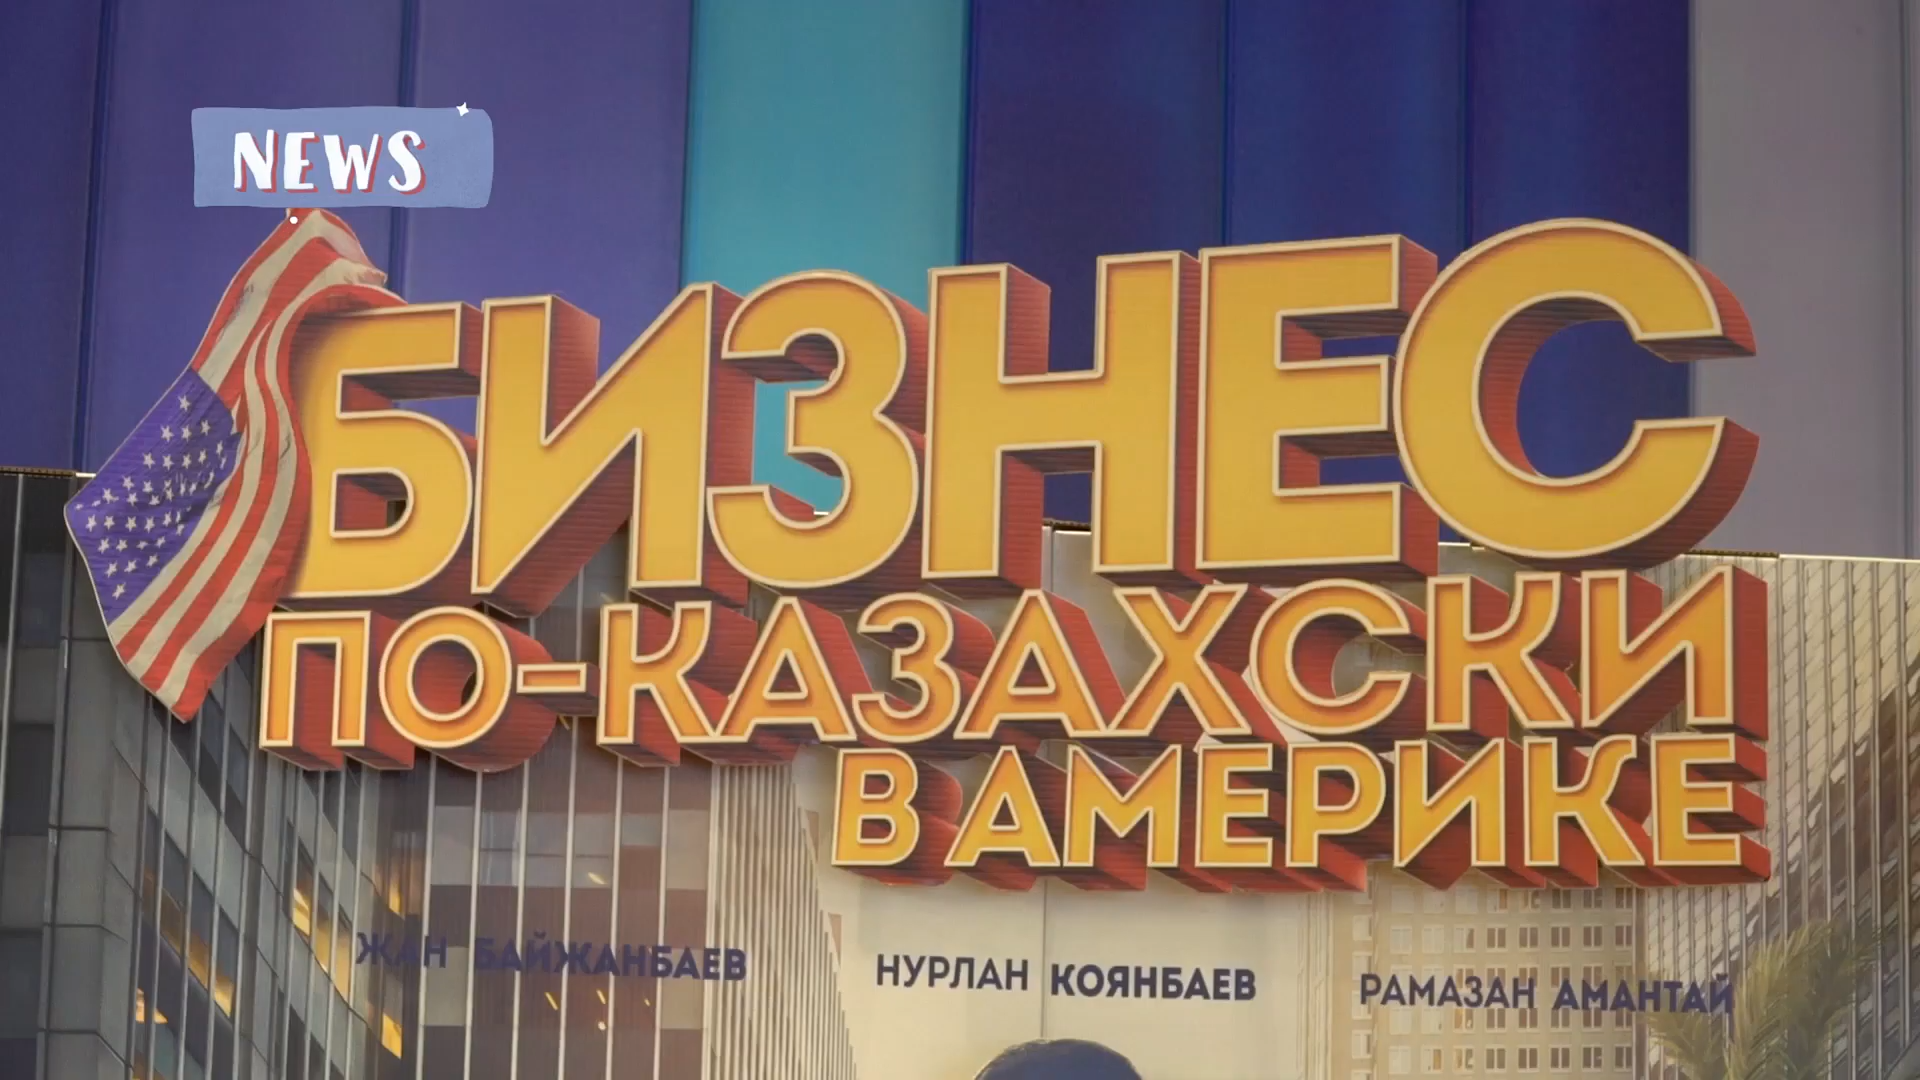 NEWS
БИЗНЕС
ПО-КАЗАХСКИ
В АМЕРИКЕ
ЖАН БАЙЖАНБАЕВ НУРЛАН КОЯНБАЕВ РАМАЗАН АМАНТАЙ